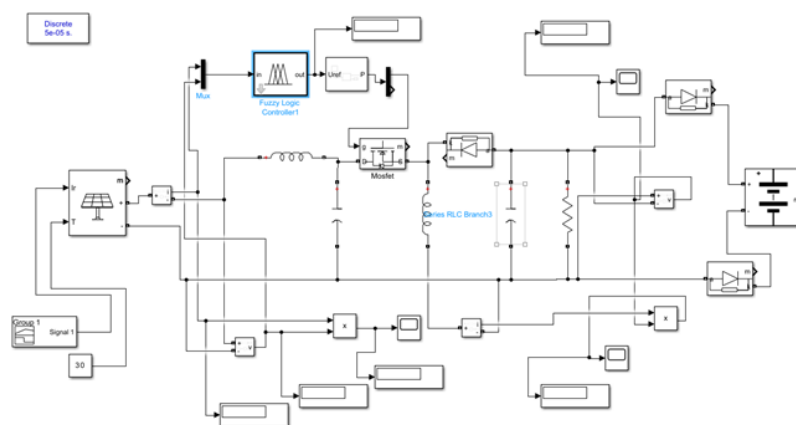 Discrete
5e-05 s.
Mux
in
out
Fuzzy Logic
Controller1
Uref
P
g
m
D
S
Mosfet
m
m
Ir
T
m
+
-
+
-
i
Series RLC Branch3
+
-
v
+
-
m
m
Group 1
Signal 1
30
+
-
v
x
+
-
i
x